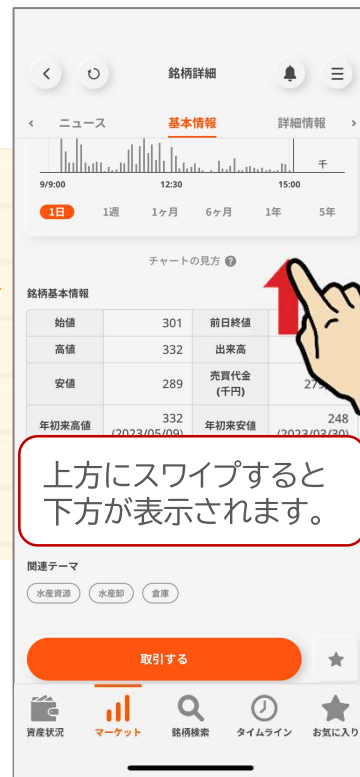 銘柄詳細
ニュース 基本情報 詳細情報
千
9/9:00 12:30 15:00
1日 1週 1ヶ月 6ヶ月 1年 5年
チャートの見方
銘柄基本情報
始値 301 前日終値
高値 332 出来高
安値 289 売買代金
(千円)
年初来高値 332 年初来安値 248
(2023/05/09) (2023/03/30)
上方にスワイプすると
下方が表示されます。
関連テーマ
水産資源 水産卸 倉庫
取引する
資産状況 マーケット 銘柄検索 タイムライン お気に入り